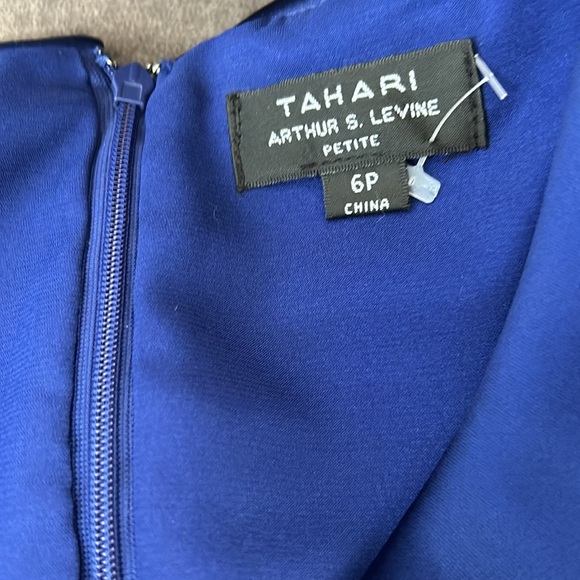 TAHARI
ARTHUR S. LEVINE
PETITE
6P
CHINA